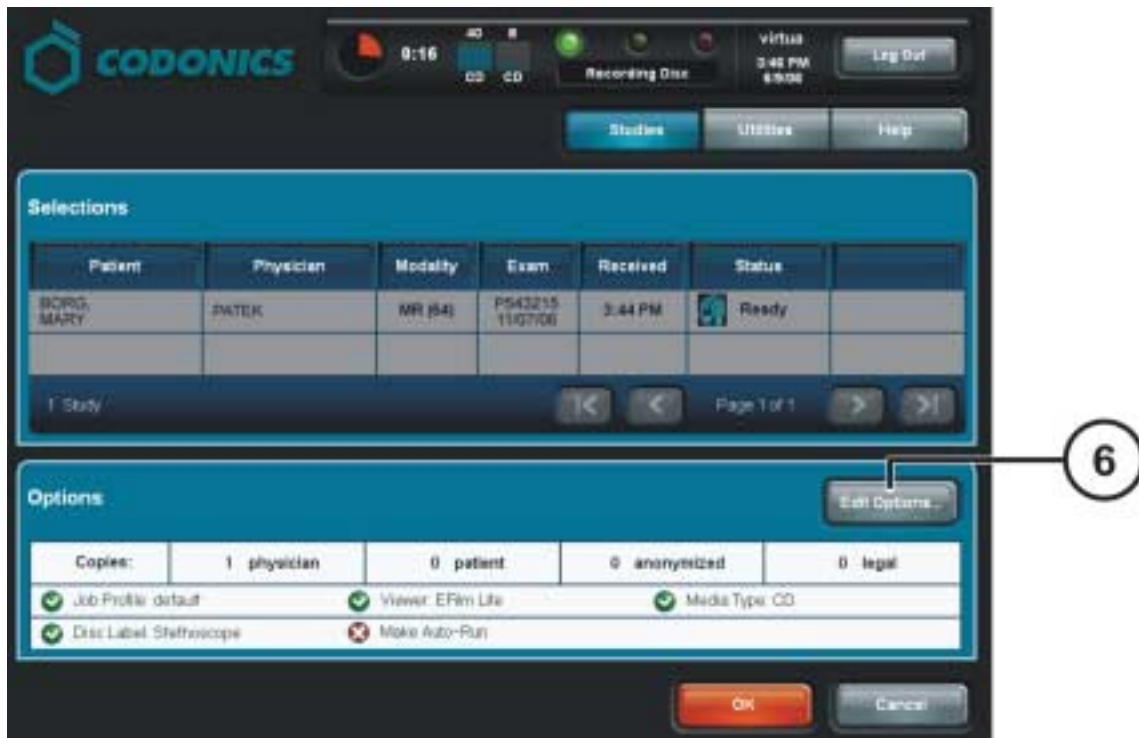 CODONICS
0:16
40
CD CD
Recording Disc
virtua
3:46 PM
Log Out
Studies Utilities Help
Selections
Patient Physician Modality Exam Received Status
BORG, PATEK MR (64) PS43215 3:44 PM Ready
MARY 11/07/06
1 Study Page 1 of 1
6
Options Edit Options...
Copies: 1 physician 0 patient 0 anonymized 0 legal
Job Profile: default Viewer: EFilm Lite Media Type: CD
Disc Label: Stethoscope Make Auto-Run
OK Cancel